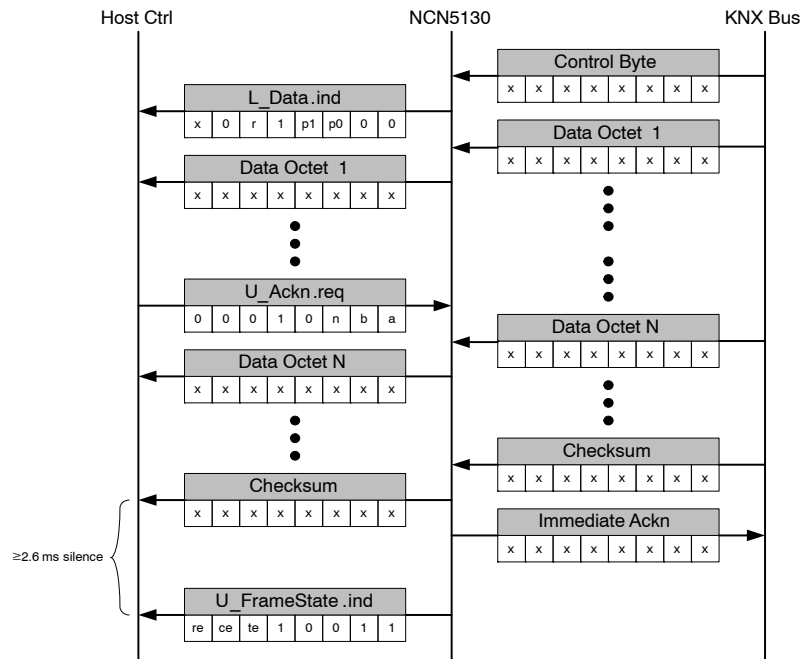 Host Ctrl NCN5130 KNX Bus
Control Byte
x x x x x x x x
L_Data.ind
x 0 r 1 p1 p0 0 0
Data Octet 1
x x x x x x x x
Data Octet 1
x x x x x x x x
U_Ackn.req
0 0 0 1 0 n b a
Data Octet N
x x x x x x x x
Data Octet N
x x x x x x x x
Checksum
x x x x x x x x
Checksum
x x x x x x x x
Immediate Ackn
x x x x x x x x
≥2.6 ms silence
U_FrameState.ind
re ce te 1 0 0 1 1